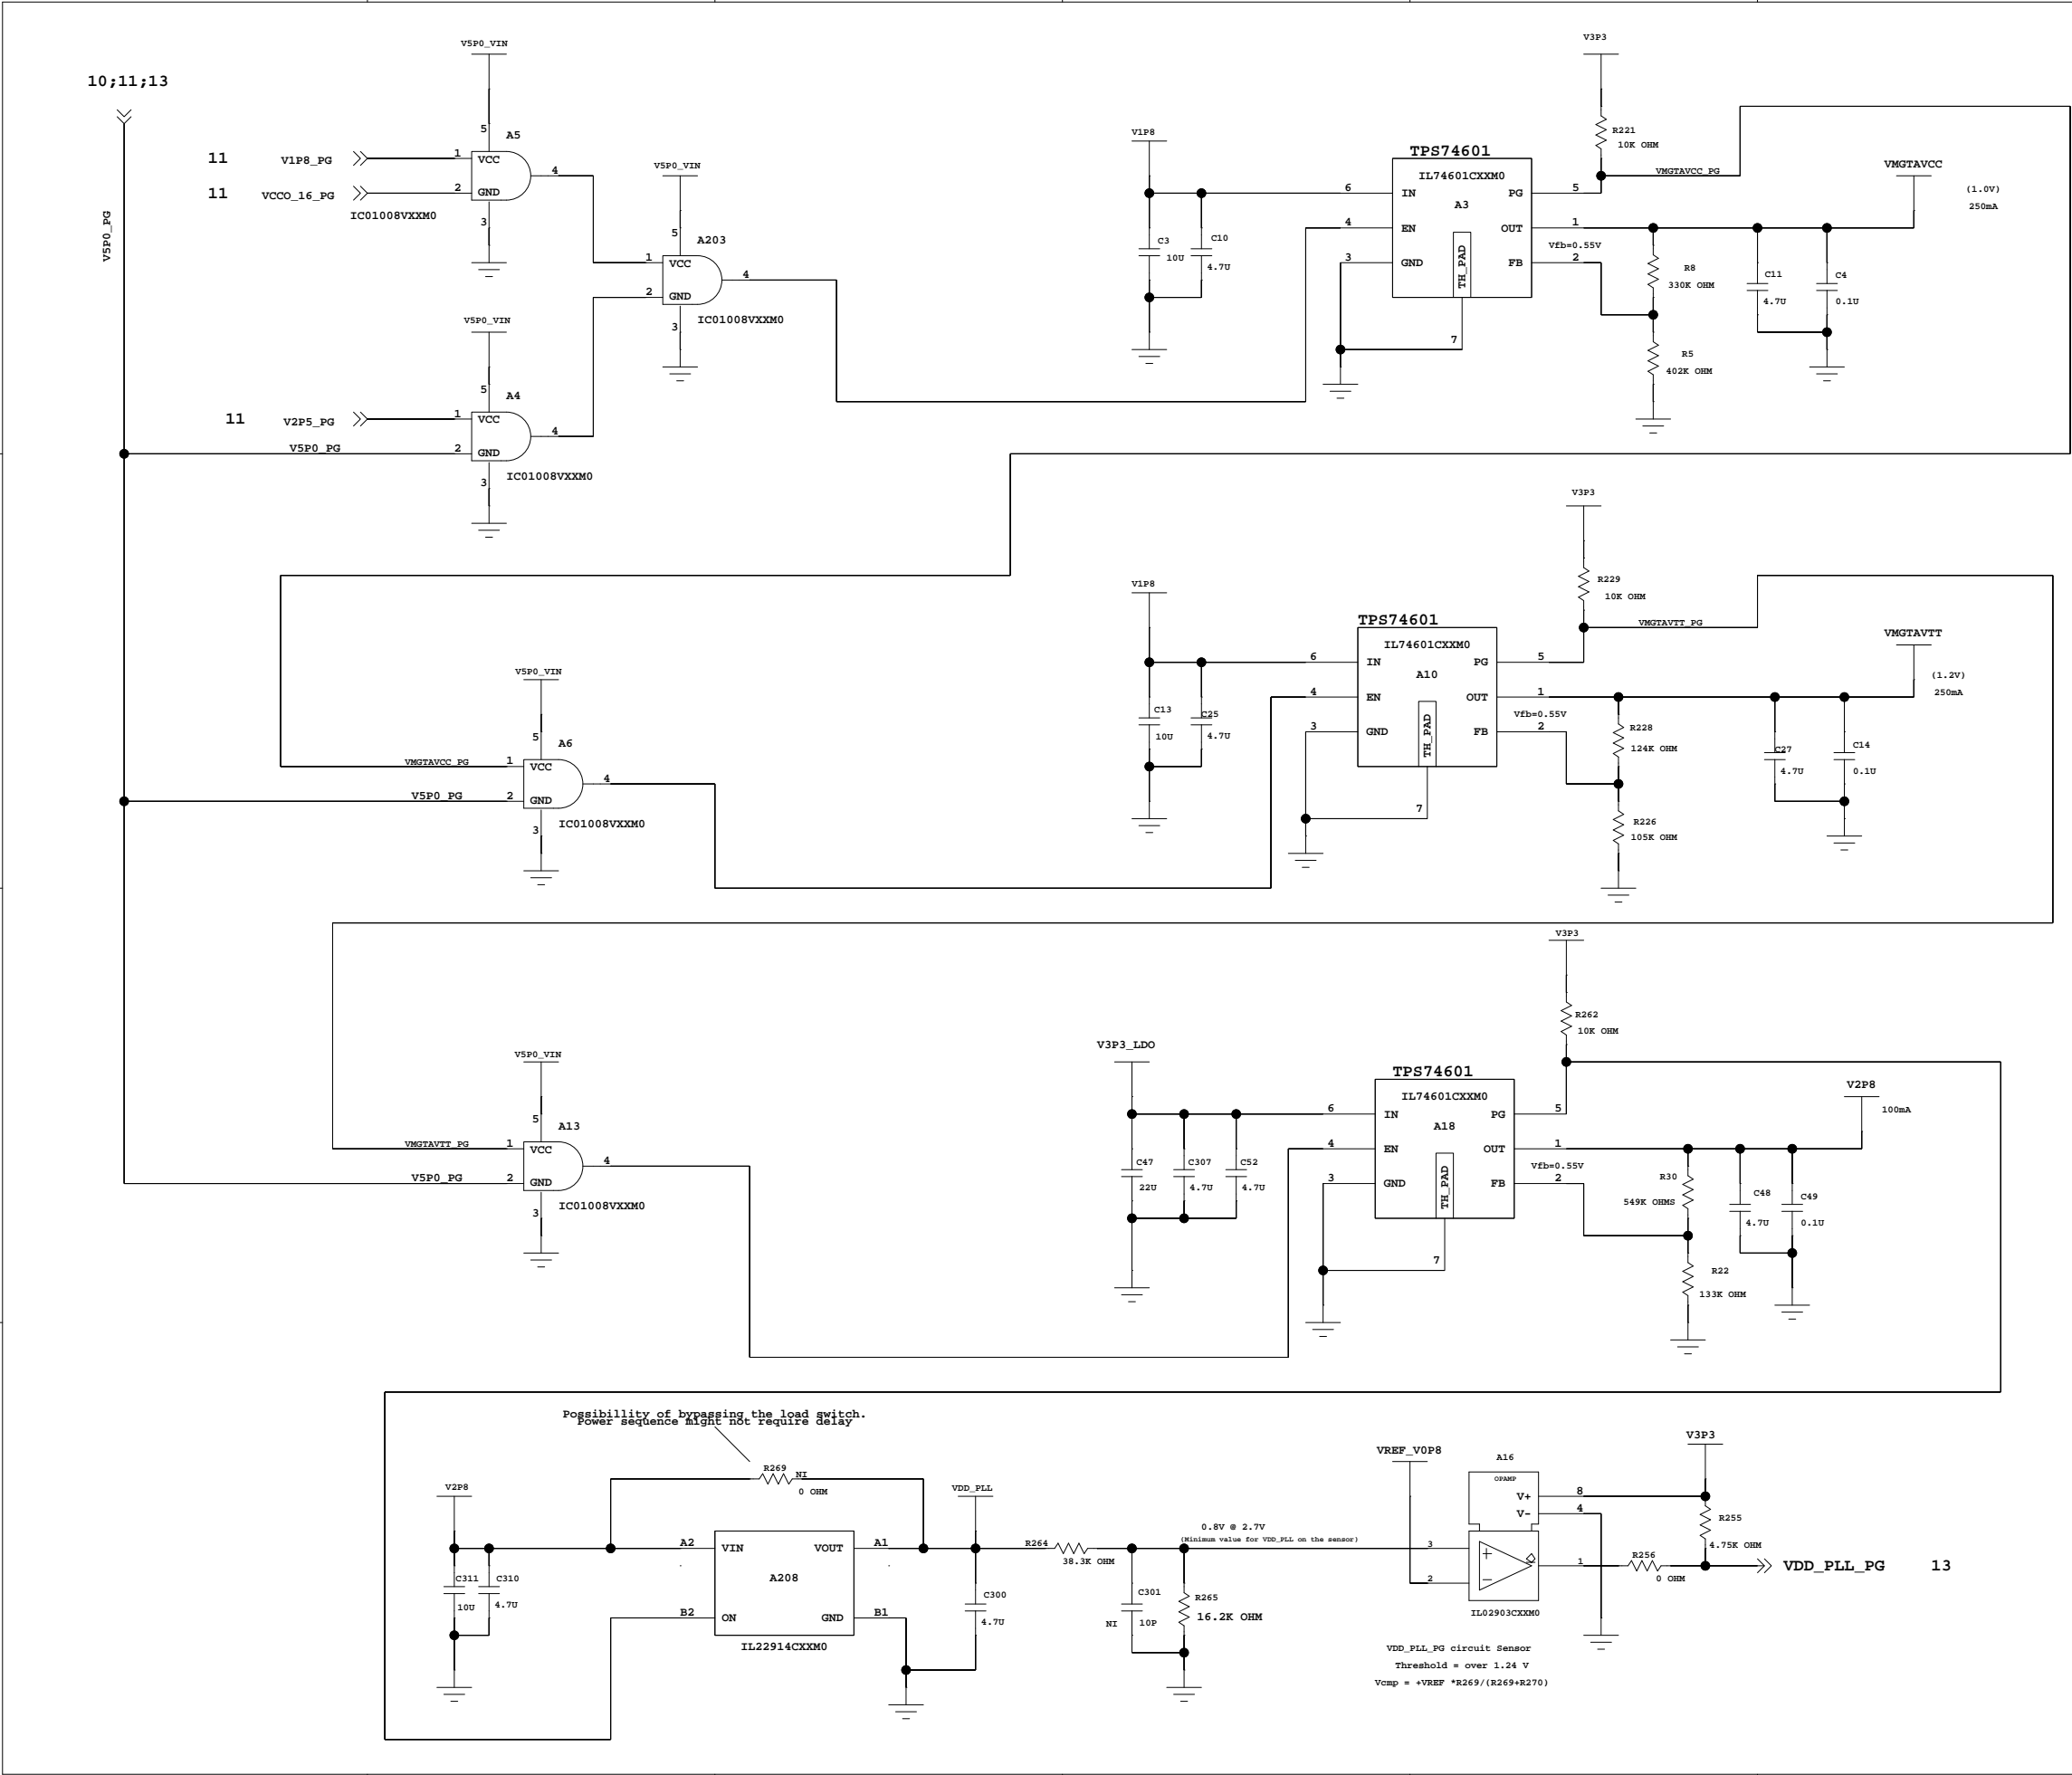 10;11;13
V5P0_PG
V5P0_VIN
5
A5
11 V1P8_PG 1 VCC 4
11 VCCO_16_PG 2 GND
3
IC01008VXXM0
V5P0_VIN
5
A203
1 VCC 4
2 GND
3
IC01008VXXM0
V5P0_VIN
5
A4
11 V2P5_PG 1 VCC 4
V5P0_PG 2 GND
3
IC01008VXXM0
V1P8
C3
10U
C10
4.7U
TPS74601
IL74601CXXM0
A3
6 IN PG 5
4 EN OUT 1
3 GND FB 2
TH_PAD
7
Vfb=0.55V
V3P3
R221
10K OHM
VMGTAVCC_PG
VMGTAVCC
(1.0V)
250mA
R8
330K OHM
R5
402K OHM
C11
4.7U
C4
0.1U
V5P0_VIN
5
A6
VMGTAVCC_PG 1 VCC 4
V5P0_PG 2 GND
3
IC01008VXXM0
V1P8
C13
10U
C25
4.7U
TPS74601
IL74601CXXM0
A10
6 IN PG 5
4 EN OUT 1
3 GND FB 2
TH_PAD
7
Vfb=0.55V
V3P3
R229
10K OHM
VMGTAVTT_PG
VMGTAVTT
(1.2V)
250mA
R228
124K OHM
R226
105K OHM
C27
4.7U
C14
0.1U
V5P0_VIN
5
A13
VMGTAVTT_PG 1 VCC 4
V5P0_PG 2 GND
3
IC01008VXXM0
V3P3_LDO
C47
22U
C307
4.7U
C52
4.7U
TPS74601
IL74601CXXM0
A18
6 IN PG 5
4 EN OUT 1
3 GND FB 2
TH_PAD
7
Vfb=0.55V
V3P3
R262
10K OHM
V2P8
100mA
R30
549K OHMS
R22
133K OHM
C48
4.7U
C49
0.1U
Possibillity of bypassing the load switch.
Power sequence might not require delay
R269 NI
0 OHM
V2P8
C311
10U
C310
4.7U
A2 VIN VOUT A1
A208
B2 ON GND B1
IL22914CXXM0
VDD_PLL
C300
4.7U
R264
38.3K OHM
C301
10P
NI
R265
16.2K OHM
0.8V @ 2.7V
(Minimum value for VDD_PLL on the sensor)
VREF_V0P8
A16
OPAMP
V+ 8
V- 4
3 +
2 -
1
IL02903CXXM0
V3P3
R255
4.75K OHM
R256
0 OHM
VDD_PLL_PG 13
VDD_PLL_PG circuit Sensor
Threshold = over 1.24 V
Vcmp = +VREF *R269/(R269+R270)